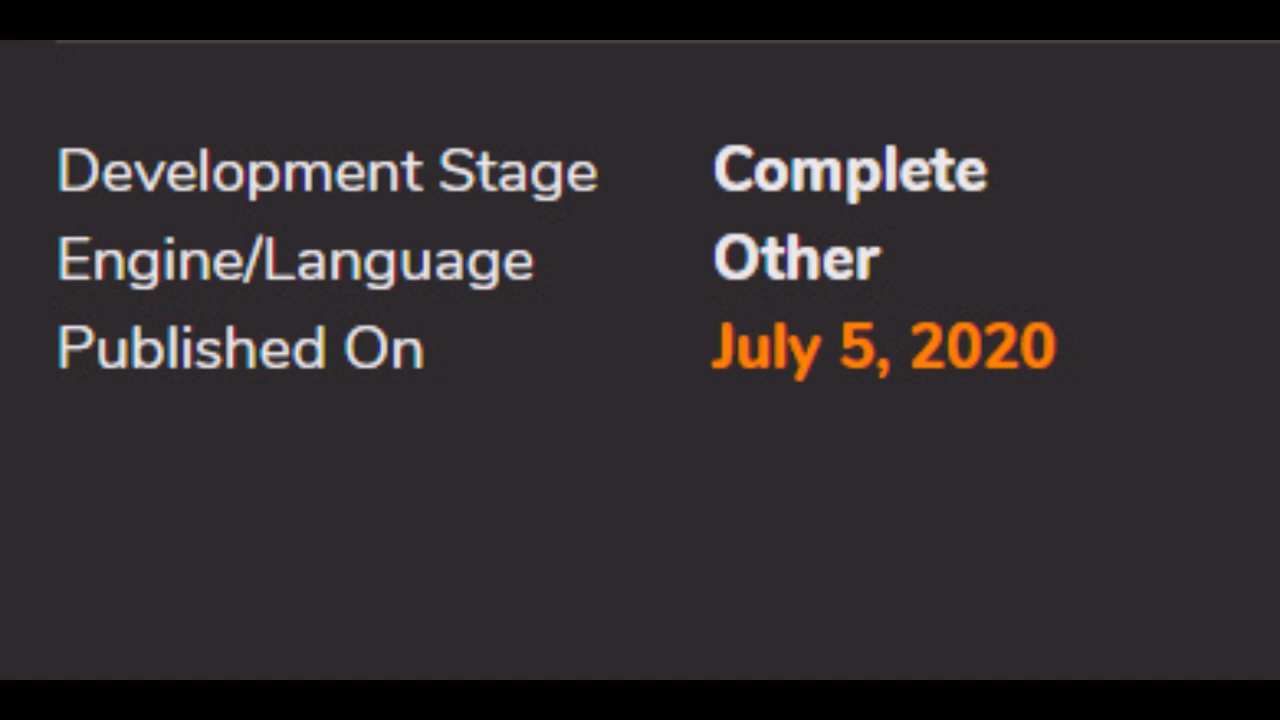 Development Stage Complete
Engine/Language Other
Published On July 5, 2020